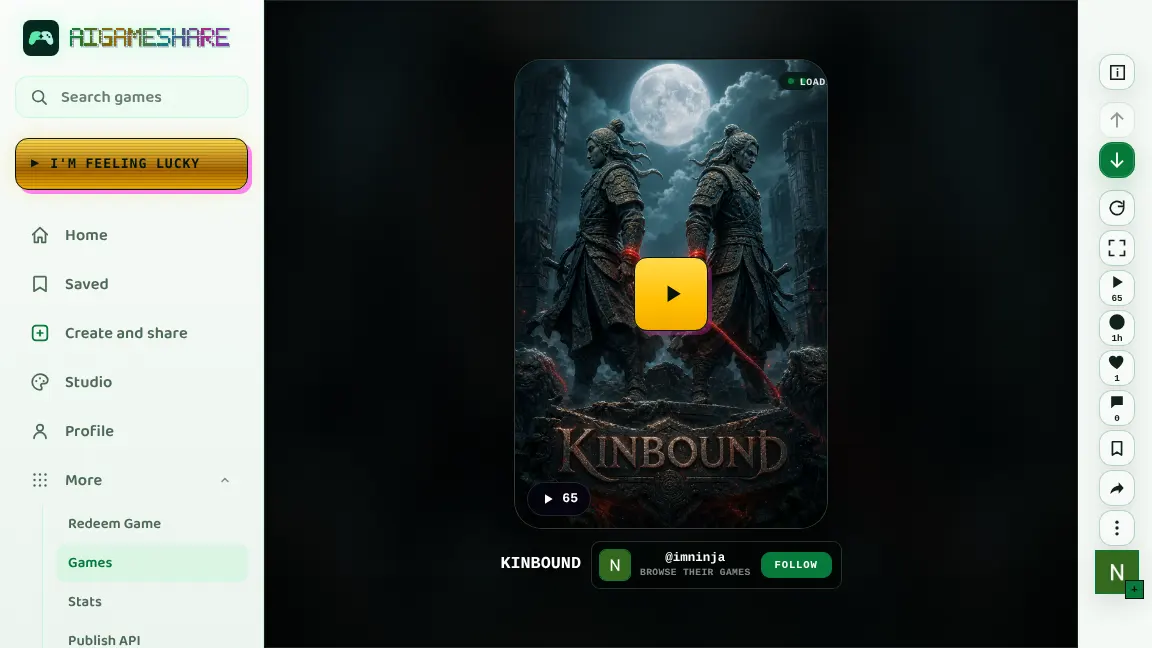 AIGAMESHARE
Search games
I'M FEELING LUCKY
Home
Saved
Create and share
Studio
Profile
More
Redeem Game
Games
Stats
Publish API
LOAD
KINBOUND
65
KINBOUND
N
@imninja
BROWSE THEIR GAMES
FOLLOW
65
1h
1
0
N
+